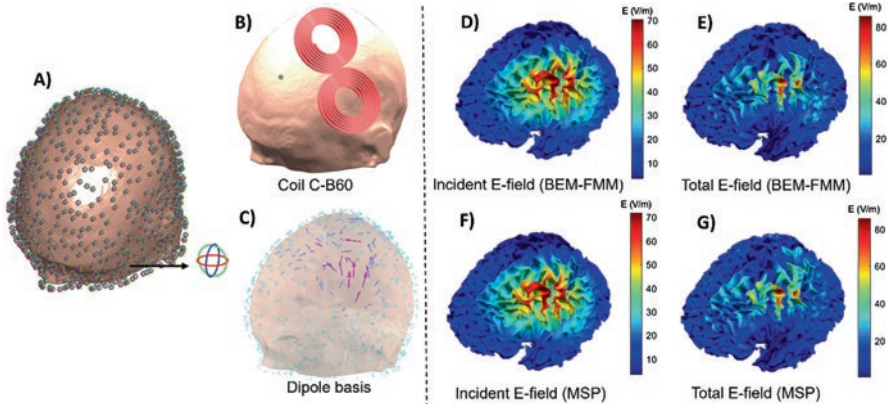 A)
B)
Coil C-B60
C)
Dipole basis
D)
E (V/m)
70
60
50
40
30
20
10
Incident E-field (BEM-FMM)
E)
E (V/m)
80
60
40
20
Total E-field (BEM-FMM)
F)
E (V/m)
70
60
50
40
30
20
10
Incident E-field (MSP)
G)
E (V/m)
80
60
40
20
Total E-field (MSP)